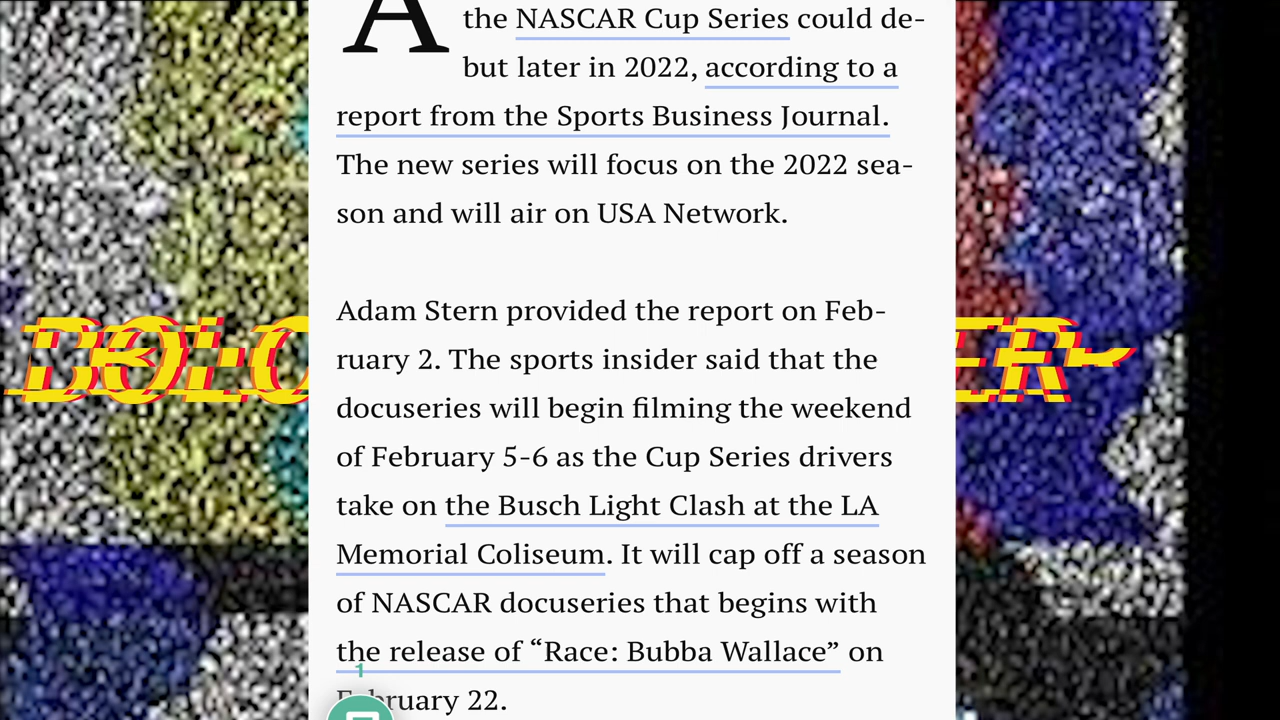 A
the NASCAR Cup Series could de-
but later in 2022, according to a
report from the Sports Business Journal.
The new series will focus on the 2022 sea-
son and will air on USA Network.
Adam Stern provided the report on Feb-
ruary 2. The sports insider said that the
docuseries will begin filming the weekend
of February 5-6 as the Cup Series drivers
take on the Busch Light Clash at the LA
Memorial Coliseum. It will cap off a season
of NASCAR docuseries that begins with
the release of “Race: Bubba Wallace” on
1
February 22.
BOLO
ER